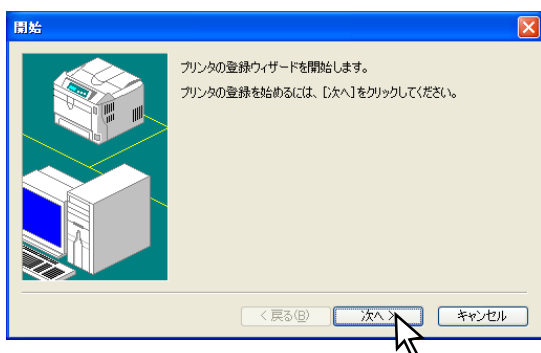 開始
プリンタの登録ウィザードを開始します。
プリンタの登録を始めるには、[次へ]をクリックしてください。
< 戻る(B)
次へ >
キャンセル